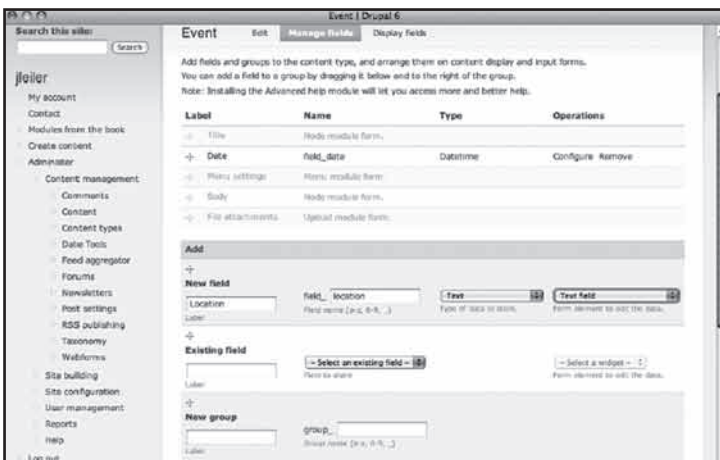 Event | Drupal 6
Search this site:
Search
jleiler
My account
Contact
Modules from the book
Create content
Administer
Content management
Comments
Content
Content types
Date Tools
Feed aggregator
Forums
Newsletters
Post settings
RSS publishing
Taxonomy
Webforms
Site building
Site configuration
User management
Reports
Help
Log out
Event Edit Manage fields Display fields
Add fields and groups to the content type, and arrange them on content display and input forms.
You can add a field to a group by dragging it below and to the right of the group.
Note: Installing the Advanced help module will let you access more and better help.
Label Name Type Operations
Title Node module form.
Date field_date Datetime Configure Remove
Menu settings Menu module form.
Body Node module form.
File attachments Upload module form.
Add
New field
Location field_ location Text Text field
Label Field name (a-z, 0-9, _) Type of data to store. Form element to edit the data.
Existing field
- Select an existing field - - Select a widget -
Label Field to share Form element to edit the data.
New group
group_
Label Group name (a-z, 0-9, _)